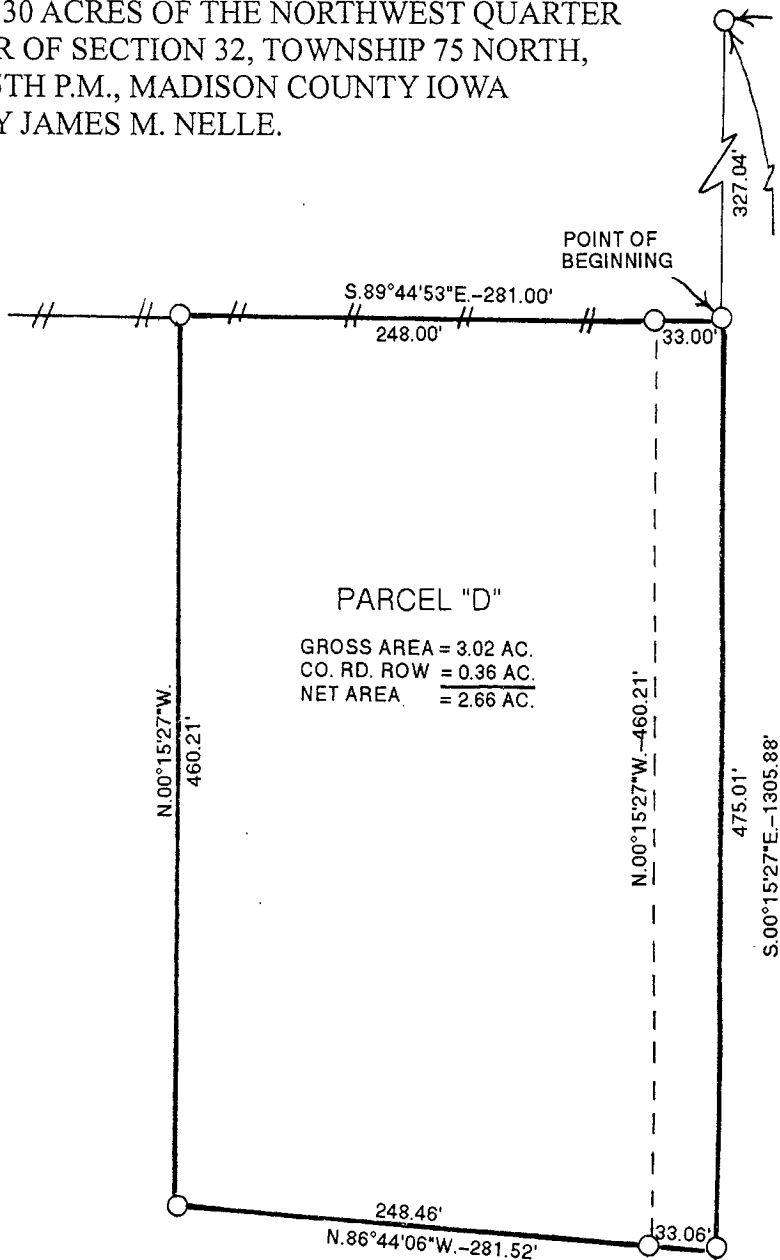 30 ACRES OF THE NORTHWEST QUARTER
R OF SECTION 32, TOWNSHIP 75 NORTH,
5TH P.M., MADISON COUNTY IOWA
Y JAMES M. NELLE.
327.04'
POINT OF
BEGINNING
S.89°44'53"E.-281.00'
248.00'
33.00'
PARCEL "D"
GROSS AREA = 3.02 AC.
CO. RD. ROW = 0.36 AC.
NET AREA = 2.66 AC.
N.00°15'27"W.
460.21'
N.00°15'27"W.-460.21'
475.01'
S.00°15'27"E.-1305.88'
248.46'
33.06'
N.86°44'06"W.-281.52'